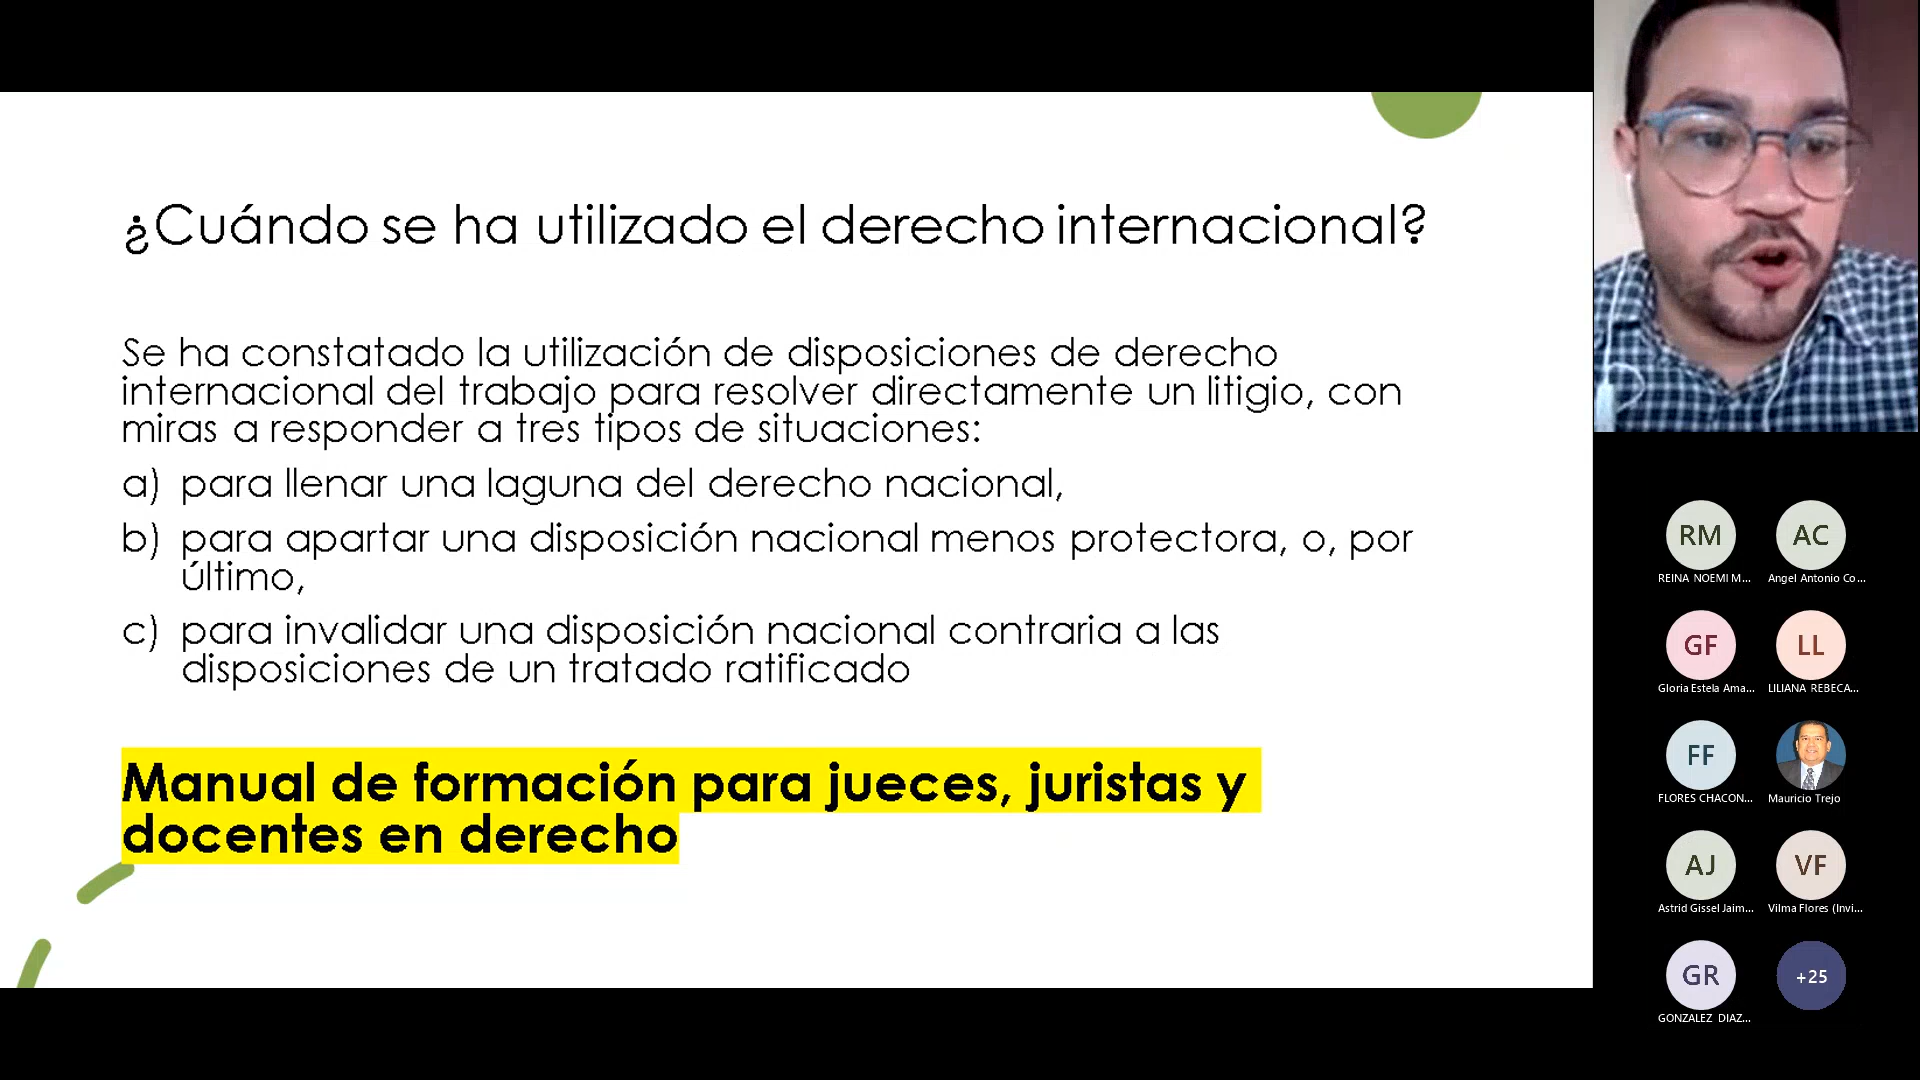 ¿Cuándo se ha utilizado el derecho internacional?
Se ha constatado la utilización de disposiciones de derecho
internacional del trabajo para resolver directamente un litigio, con
miras a responder a tres tipos de situaciones:
a) para llenar una laguna del derecho nacional,
b) para apartar una disposición nacional menos protectora, o, por
último,
c) para invalidar una disposición nacional contraria a las
disposiciones de un tratado ratificado
Manual de formación para jueces, juristas y
docentes en derecho
RM
AC
REINA NOEMI M...
Angel Antonio Co...
GF
LL
Gloria Estela Ama...
LILIANA REBECA...
FF
FLORES CHACON...
Mauricio Trejo
AJ
VF
Astrid Gissel Jaim...
Vilma Flores (Invi...
GR
+25
GONZALEZ DIAZ...